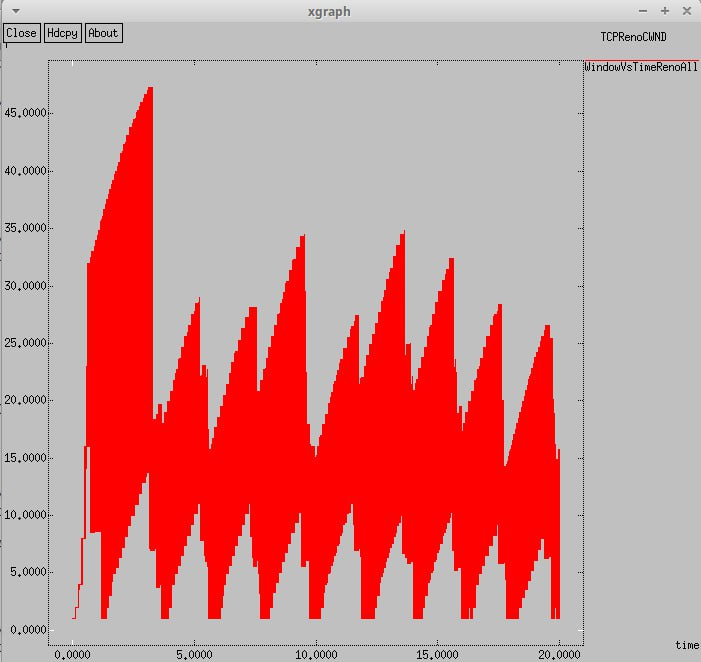 xgraph
Close Hdcpy About
TCPRenoCWND
WindowVsTimeRenoAll
45.0000
40.0000
35.0000
30.0000
25.0000
20.0000
15.0000
10.0000
5.0000
0.0000
time
0.0000 5.0000 10.0000 15.0000 20.0000